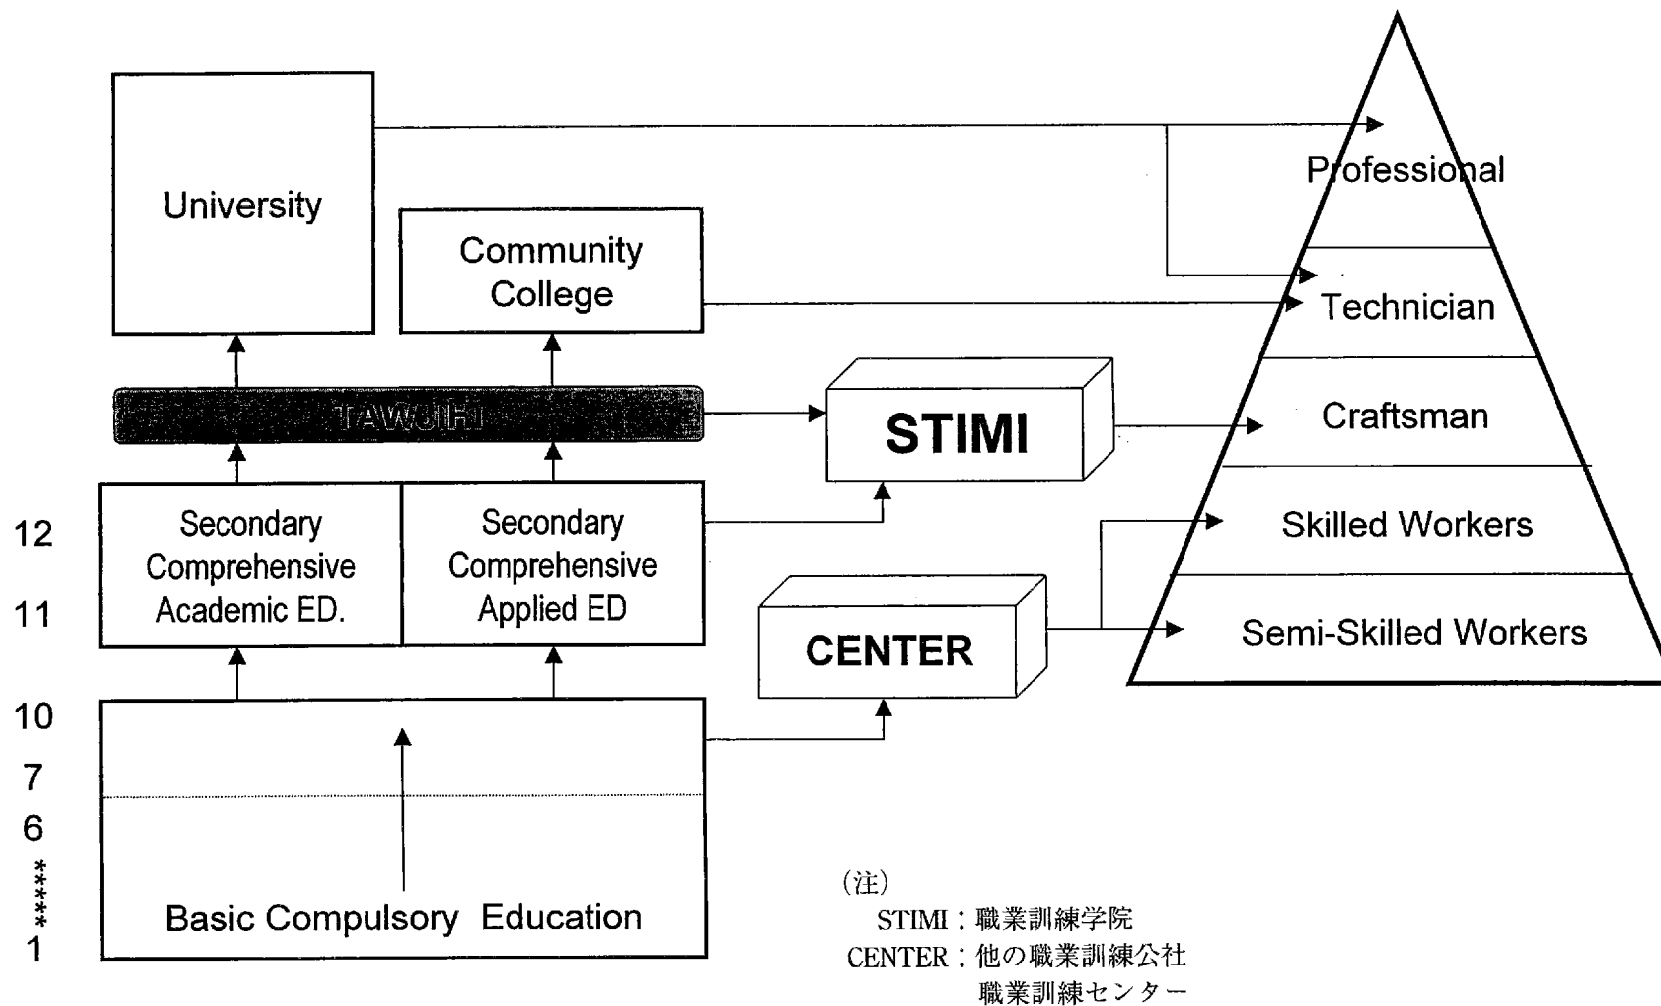 University
Community
College
TAWJIHI
STIMI
12
11
Secondary
Comprehensive
Academic ED.
Secondary
Comprehensive
Applied ED
CENTER
10
7
6
******
1
Basic Compulsory Education
Professional
Technician
Craftsman
Skilled Workers
Semi-Skilled Workers
（注）
STIMI：職業訓練学院
CENTER：他の職業訓練公社
職業訓練センター